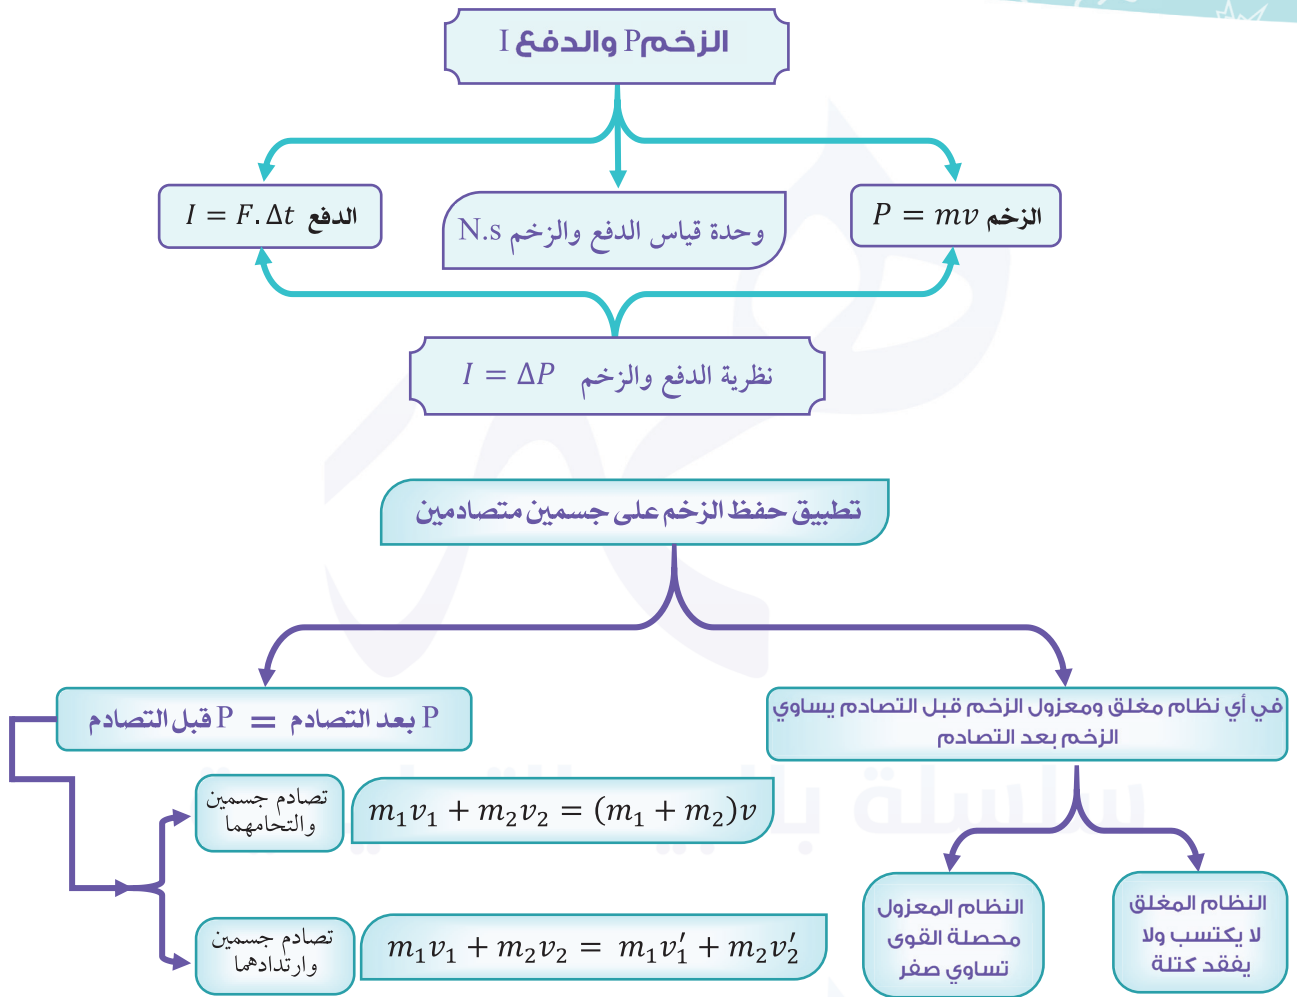 الزخم P والدفع I
الزخم P = mv
وحدة قياس الدفع والزخم N.s
الدفع I = F. Δt
نظرية الدفع والزخم I = ΔP
تطبيق حفظ الزخم على جسمين متصادمين
في أي نظام مغلق ومعزول الزخم قبل التصادم يساوي
الزخم بعد التصادم
النظام المغلق
لا يكتسب ولا
يفقد كتلة
النظام المعزول
محصلة القوى
تساوي صفر
P بعد التصادم = P قبل التصادم
تصادم جسمين
والتحامهما
m₁v₁ + m₂v₂ = (m₁ + m₂)v
تصادم جسمين
وارتدادهما
m₁v₁ + m₂v₂ = m₁v₁′ + m₂v₂′